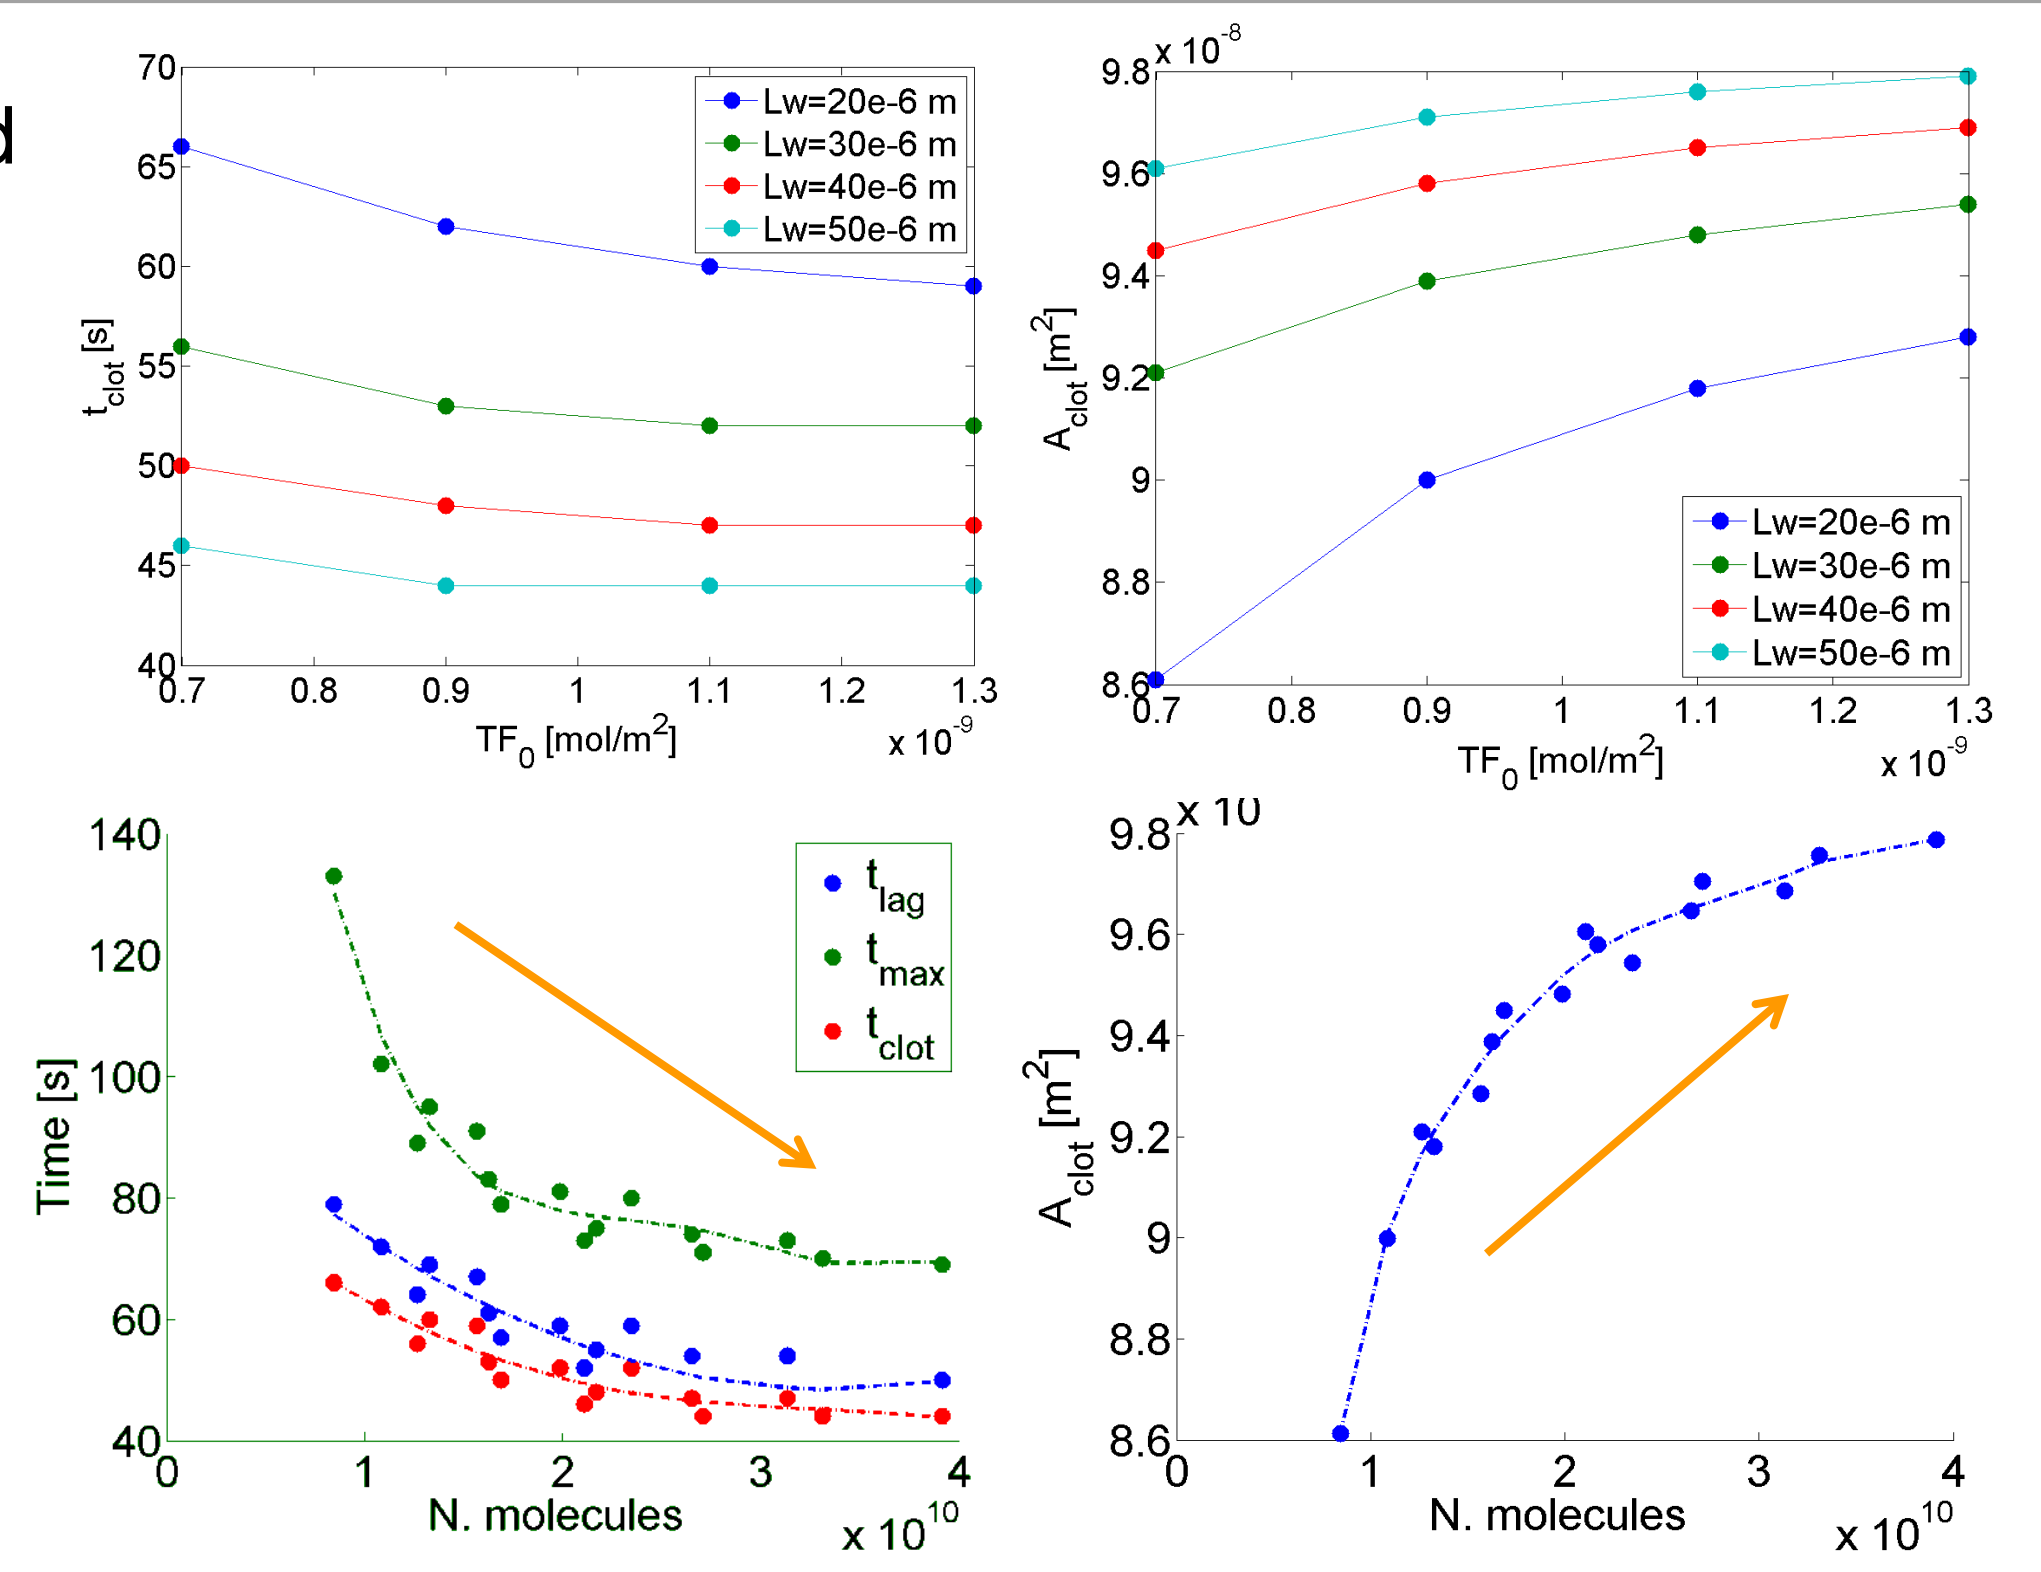 d
70
65
60
55
50
45
40
t_clot [s]
0.7 0.8 0.9 1 1.1 1.2 1.3
TF_0 [mol/m^2]
x 10^-9
Lw=20e-6 m
Lw=30e-6 m
Lw=40e-6 m
Lw=50e-6 m
x 10^-8
9.8
9.6
9.4
9.2
9
8.8
8.6
A_clot [m^2]
0.7 0.8 0.9 1 1.1 1.2 1.3
TF_0 [mol/m^2]
x 10^-9
Lw=20e-6 m
Lw=30e-6 m
Lw=40e-6 m
Lw=50e-6 m
140
120
100
80
60
40
Time [s]
0 1 2 3 4
N. molecules
x 10^10
t_lag
t_max
t_clot
x 10
9.8
9.6
9.4
9.2
9
8.8
8.6
A_clot [m^2]
0 1 2 3 4
N. molecules
x 10^10